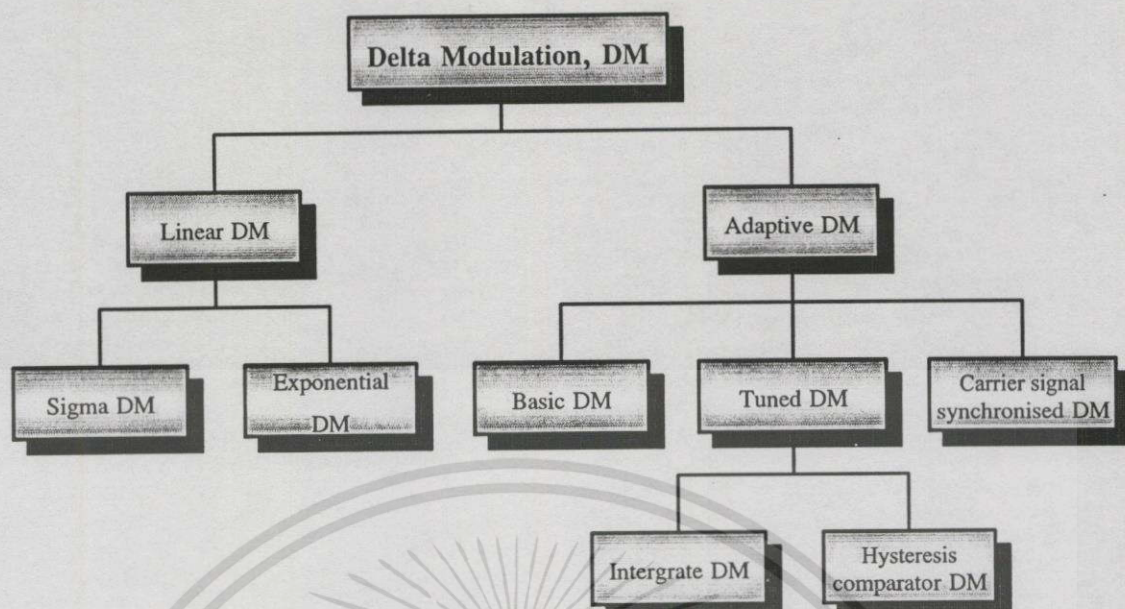 Delta Modulation, DM
Linear DM
Adaptive DM
Sigma DM
Exponential
DM
Basic DM
Tuned DM
Carrier signal
synchronised DM
Intergrate DM
Hysteresis
comparator DM